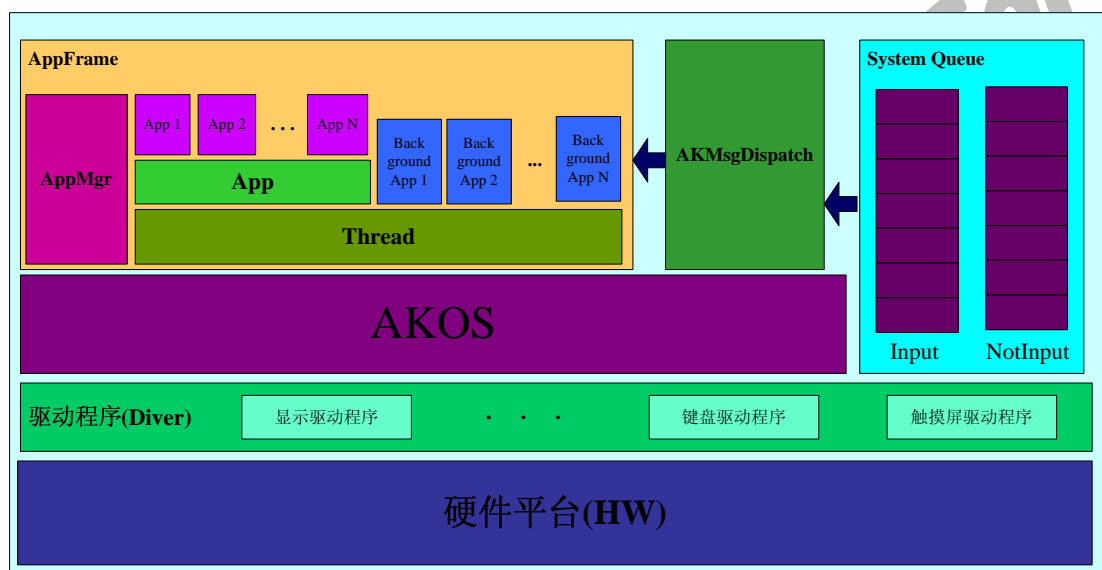 AppFrame
AppMgr
App 1
App 2
...
App N
App
Thread
Back
ground
App 1
Back
ground
App 2
...
Back
ground
App N
AKMsgDispatch
System Queue
Input
NotInput
AKOS
驱动程序(Diver)
显示驱动程序
· · ·
键盘驱动程序
触摸屏驱动程序
硬件平台(HW)